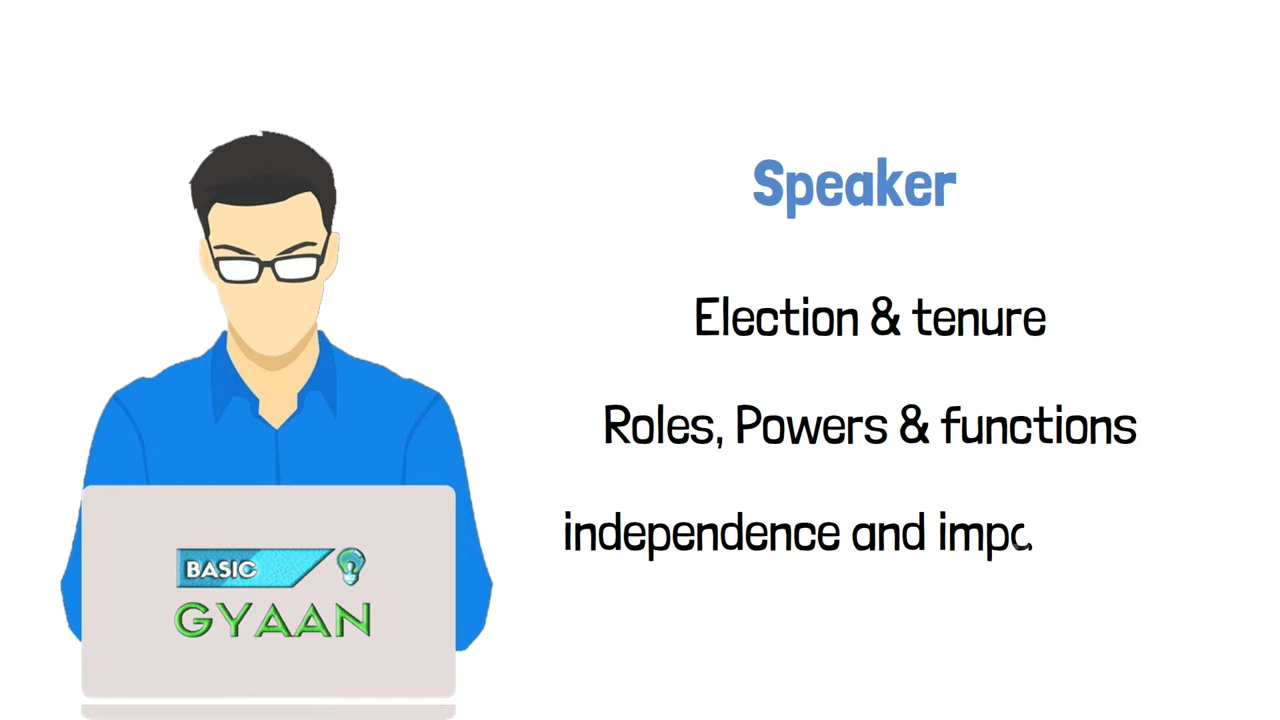 Speaker
Election & tenure
Roles, Powers & functions
independence and
BASIC
GYAAN